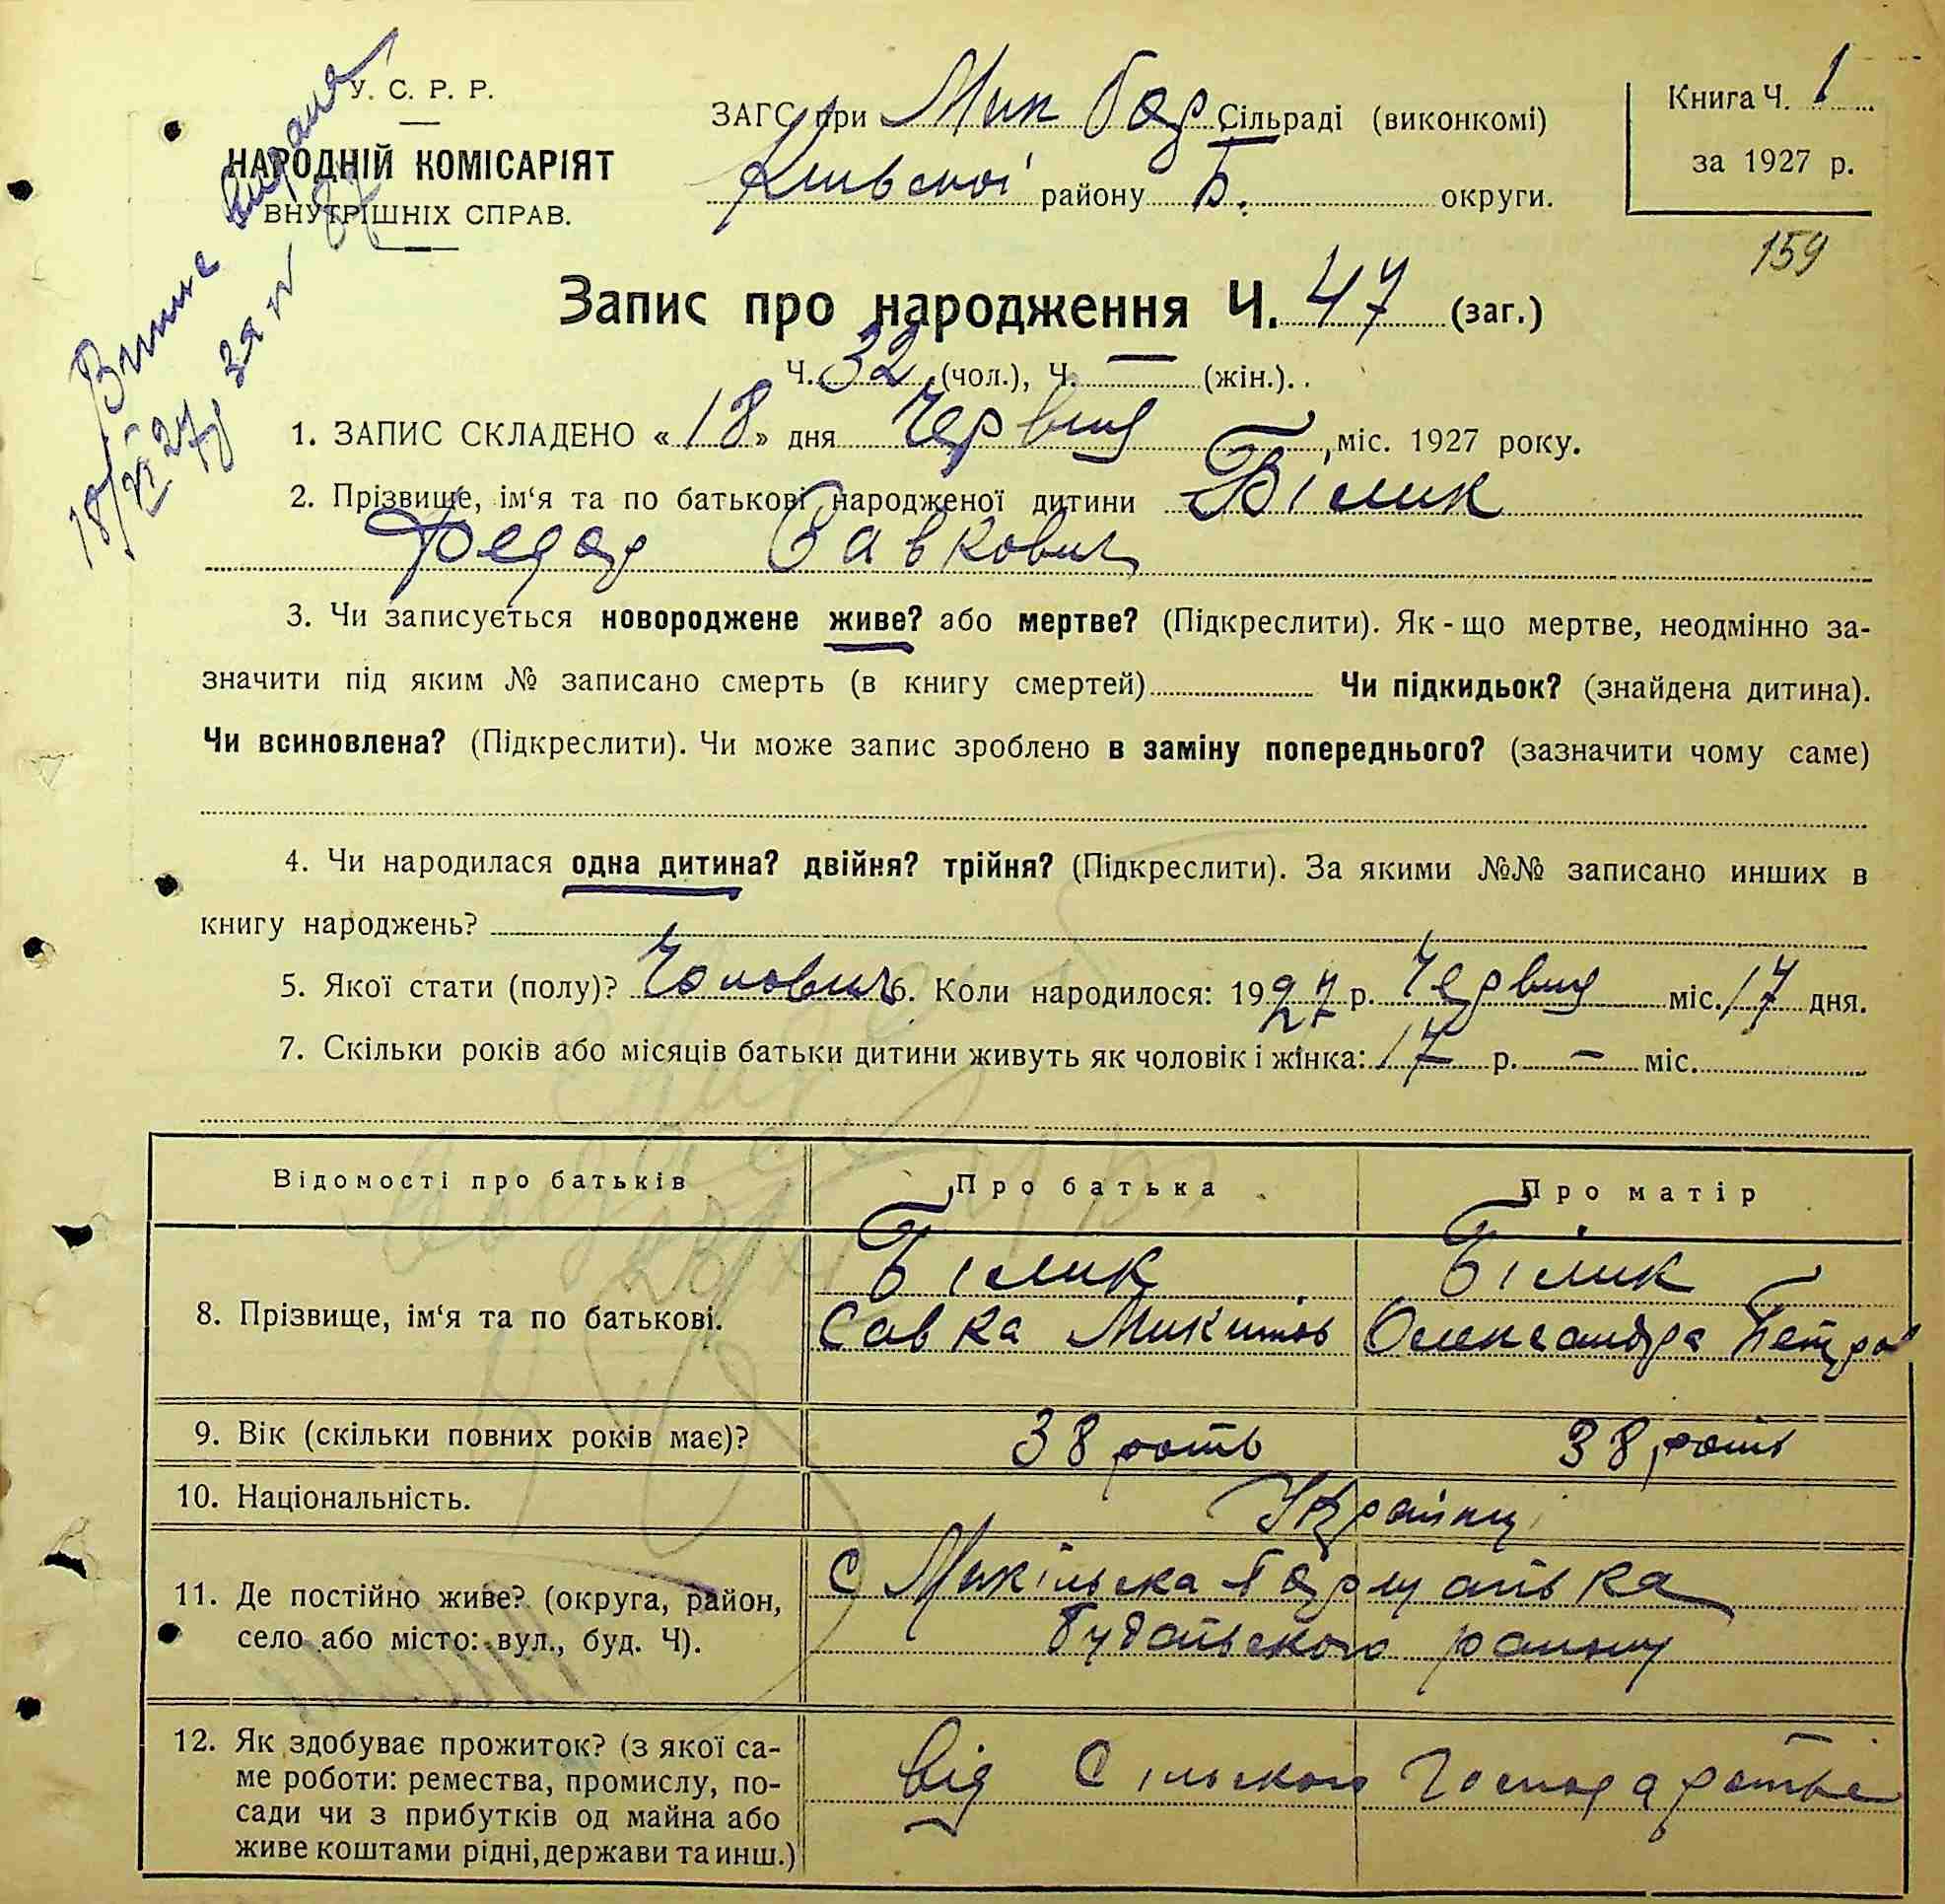 У. С. Р. Р.
НАРОДНІЙ КОМІСАРІЯТ
ВНУТРІШНІХ СПРАВ.
ЗАГС при Мик бор Сільраді (виконкомі)
району Б. округи.
Книга Ч. 1
за 1927 р.
159
Запис про народження Ч. 47 (заг.)
Ч. 32 (чол.), Ч. — (жін.).
1. ЗАПИС СКЛАДЕНО « 18 » дня Червня, міс. 1927 року.
2. Прізвище, ім‘я та по батькові народженої дитини Білик
Федор Савкович
3. Чи записується новороджене живе? або мертве? (Підкреслити). Як-що мертве, неодмінно за-
значити під яким № записано смерть (в книгу смертей) Чи підкидьок? (знайдена дитина).
Чи всиновлена? (Підкреслити). Чи може запис зроблено в заміну попереднього? (зазначити чому саме)
4. Чи народилася одна дитина? двійня? трійня? (Підкреслити). За якими №№ записано инших в
книгу народжень?
5. Якої стати (полу)? Чоловіч 6. Коли народилося: 1927 р. Червня міс. 17 дня.
7. Скільки років або місяців батьки дитини живуть як чоловік і жінка: 17 р. — міс.
Відомості про батьків Про батька Про матір
8. Прізвище, ім‘я та по батькові. Білик Білик
Савка Микитов Олександра Петро
9. Вік (скільки повних років має)? 38 роть 38 роть
10. Національність. Українці
11. Де постійно живе? (округа, район, с Микільска Борщагівка
село або місто: вул., буд. Ч). Будаївського району
12. Як здобуває прожиток? (з якої са-
ме роботи: ремества, промислу, по- від Сільского Господарства
сади чи з прибутків од майна або
живе коштами рідні, держави та инш.)